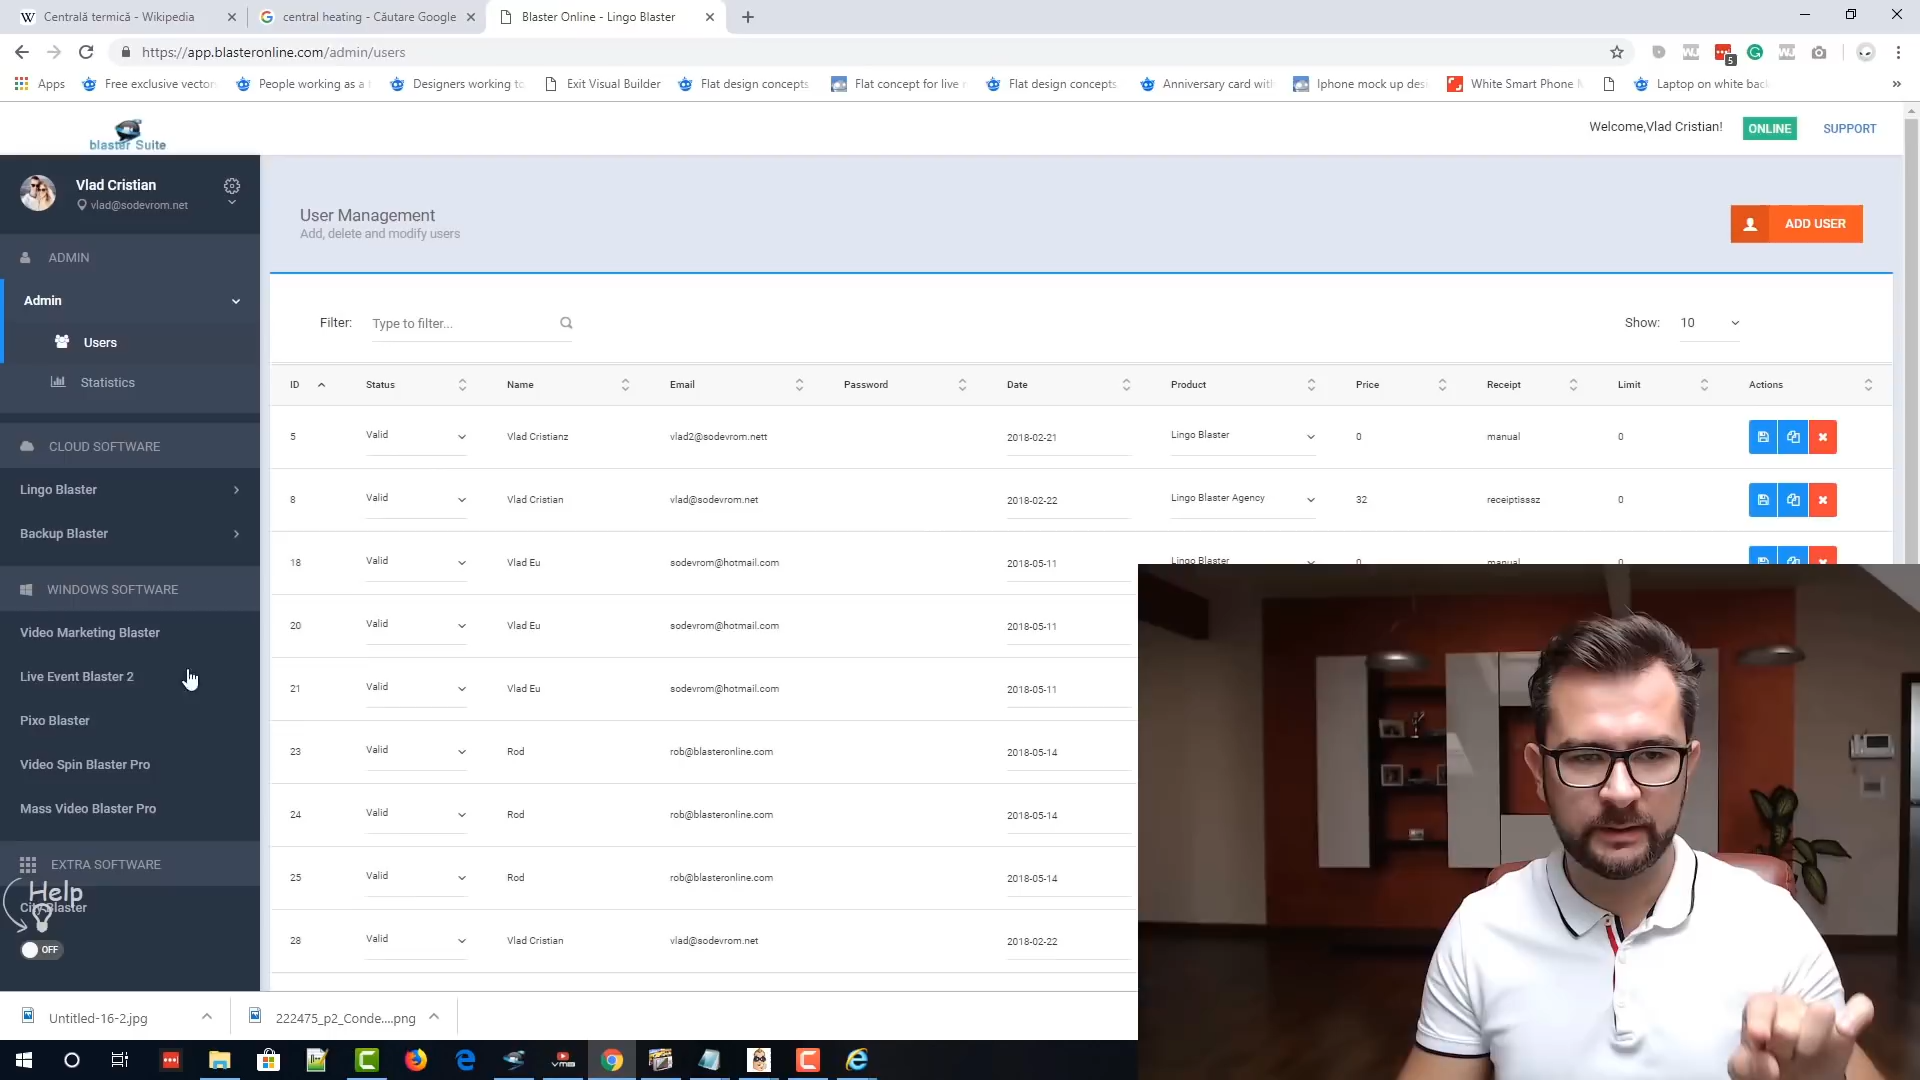 Centrală termică - Wikipedia
central heating - Căutare Google
Blaster Online - Lingo Blaster
https://app.blasteronline.com/admin/users
5
Apps
Free exclusive vector
People working as a
Designers working to
Exit Visual Builder
Flat design concepts
Flat concept for live
Flat design concepts
Anniversary card with
Iphone mock up des
White Smart Phone
Laptop on white back
blaster Suite
Welcome,Vlad Cristian!
ONLINE
SUPPORT
Vlad Cristian
vlad@sodevrom.net
ADMIN
Admin
Users
Statistics
CLOUD SOFTWARE
Lingo Blaster
Backup Blaster
WINDOWS SOFTWARE
Video Marketing Blaster
Live Event Blaster 2
Pixo Blaster
Video Spin Blaster Pro
Mass Video Blaster Pro
EXTRA SOFTWARE
Help
City Blaster
OFF
User Management
Add, delete and modify users
ADD USER
Filter: Type to filter...
Show: 10
ID Status Name Email Password Date Product Price Receipt Limit Actions
5 Valid Vlad Cristianz vlad2@sodevrom.nett 2018-02-21 Lingo Blaster 0 manual 0
8 Valid Vlad Cristian vlad@sodevrom.net 2018-02-22 Lingo Blaster Agency 32 receiptisssz 0
18 Valid Vlad Eu sodevrom@hotmail.com 2018-05-11 Lingo Blaster 0 manual 0
20 Valid Vlad Eu sodevrom@hotmail.com 2018-05-11
21 Valid Vlad Eu sodevrom@hotmail.com 2018-05-11
23 Valid Rod rob@blasteronline.com 2018-05-14
24 Valid Rod rob@blasteronline.com 2018-05-14
25 Valid Rod rob@blasteronline.com 2018-05-14
28 Valid Vlad Cristian vlad@sodevrom.net 2018-02-22
Untitled-16-2.jpg
222475_p2_Conde....png
vmb